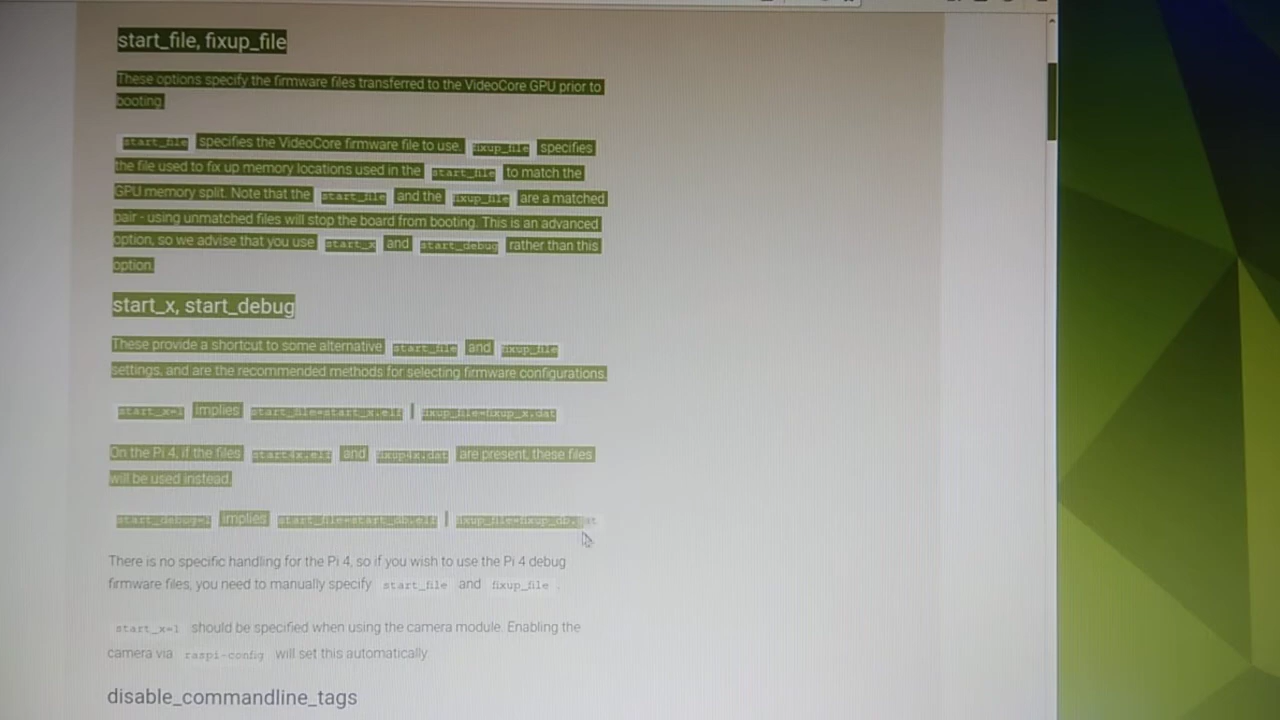 start_file, fixup_file
These options specify the firmware files transferred to the VideoCore GPU prior to
booting.
start_file specifies the VideoCore firmware file to use. fixup_file specifies
the file used to fix up memory locations used in the start_file to match the
GPU memory split. Note that the start_file and the fixup_file are a matched
pair - using unmatched files will stop the board from booting. This is an advanced
option, so we advise that you use start_x and start_debug rather than this
option.
start_x, start_debug
These provide a shortcut to some alternative start_file and fixup_file
settings, and are the recommended methods for selecting firmware configurations.
start_x=1 implies start_file=start_x.elf fixup_file=fixup_x.dat
On the Pi 4, if the files start4x.elf and fixup4x.dat are present, these files
will be used instead.
start_debug=1 implies start_file=start_db.elf fixup_file=fixup_db.dat
There is no specific handling for the Pi 4, so if you wish to use the Pi 4 debug
firmware files, you need to manually specify start_file and fixup_file .
start_x=1 should be specified when using the camera module. Enabling the
camera via raspi-config will set this automatically.
disable_commandline_tags